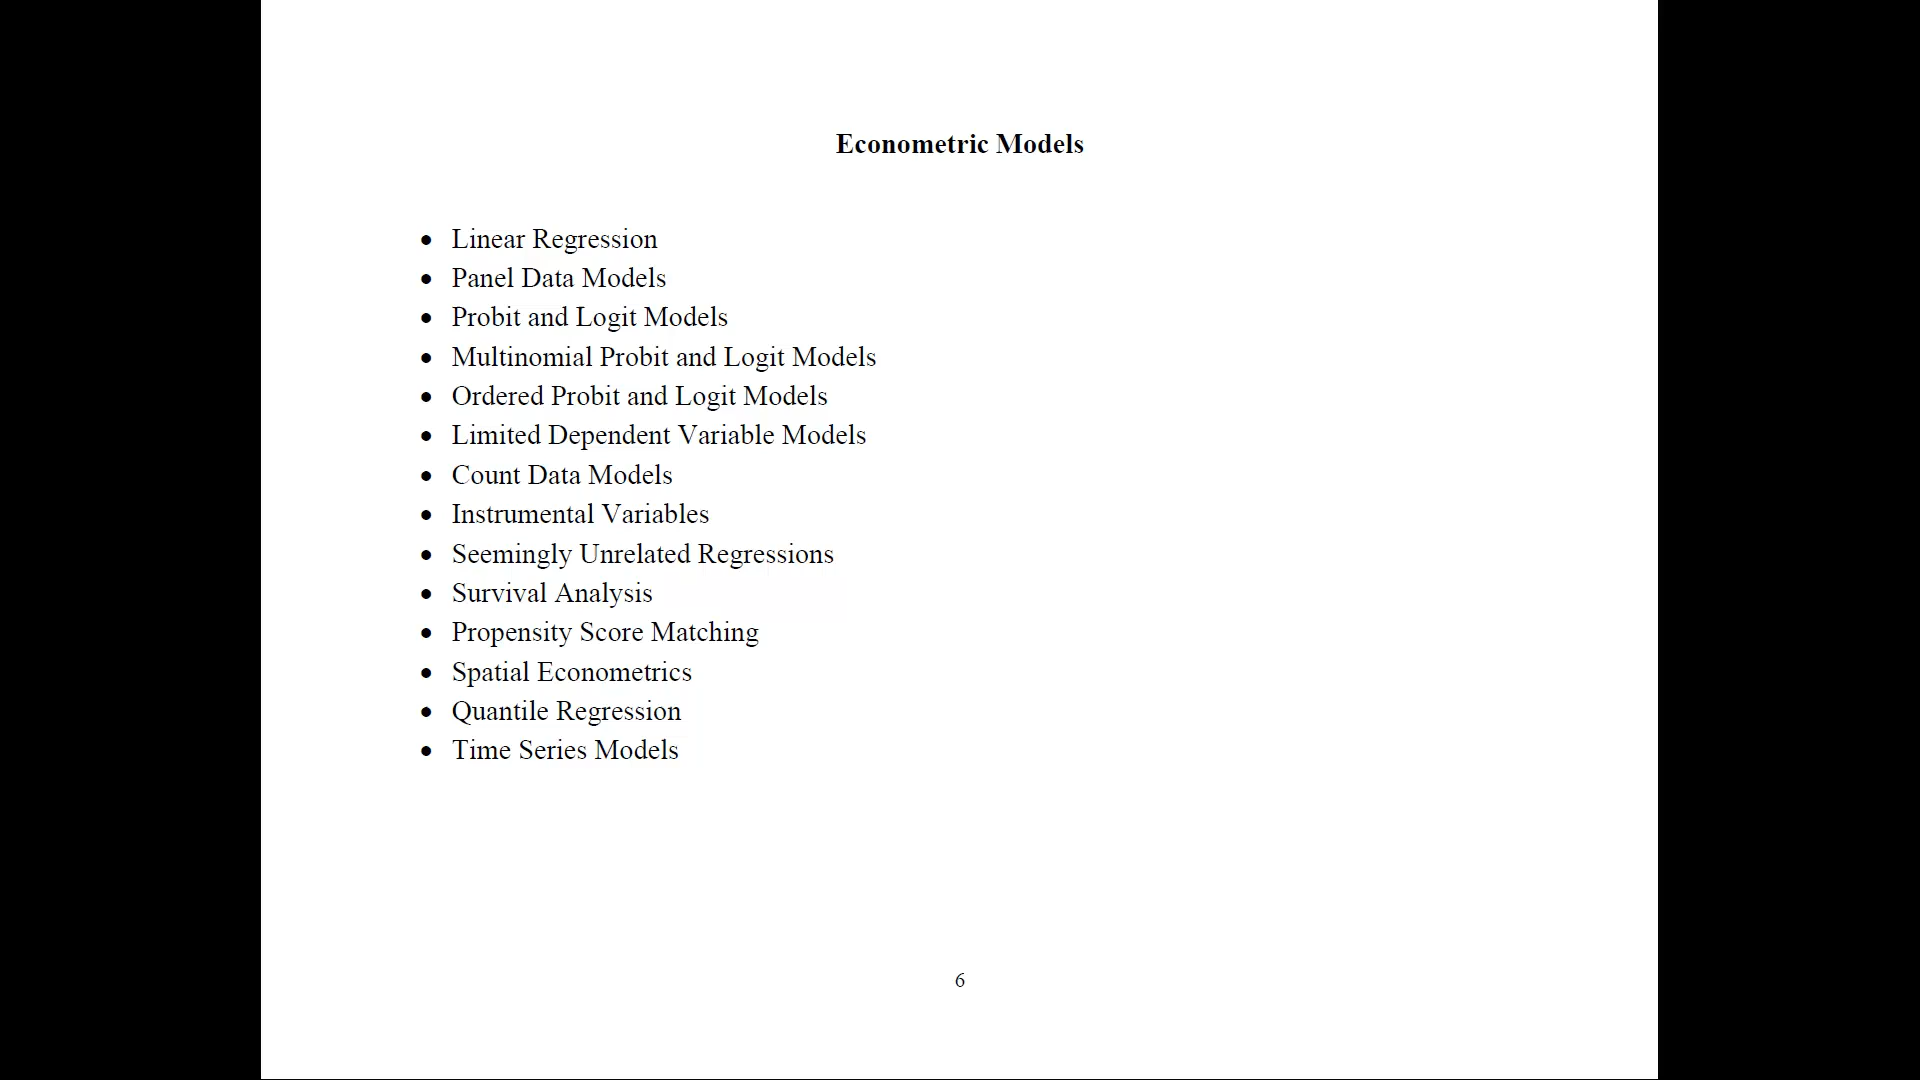 Econometric Models
• Linear Regression
• Panel Data Models
• Probit and Logit Models
• Multinomial Probit and Logit Models
• Ordered Probit and Logit Models
• Limited Dependent Variable Models
• Count Data Models
• Instrumental Variables
• Seemingly Unrelated Regressions
• Survival Analysis
• Propensity Score Matching
• Spatial Econometrics
• Quantile Regression
• Time Series Models
6